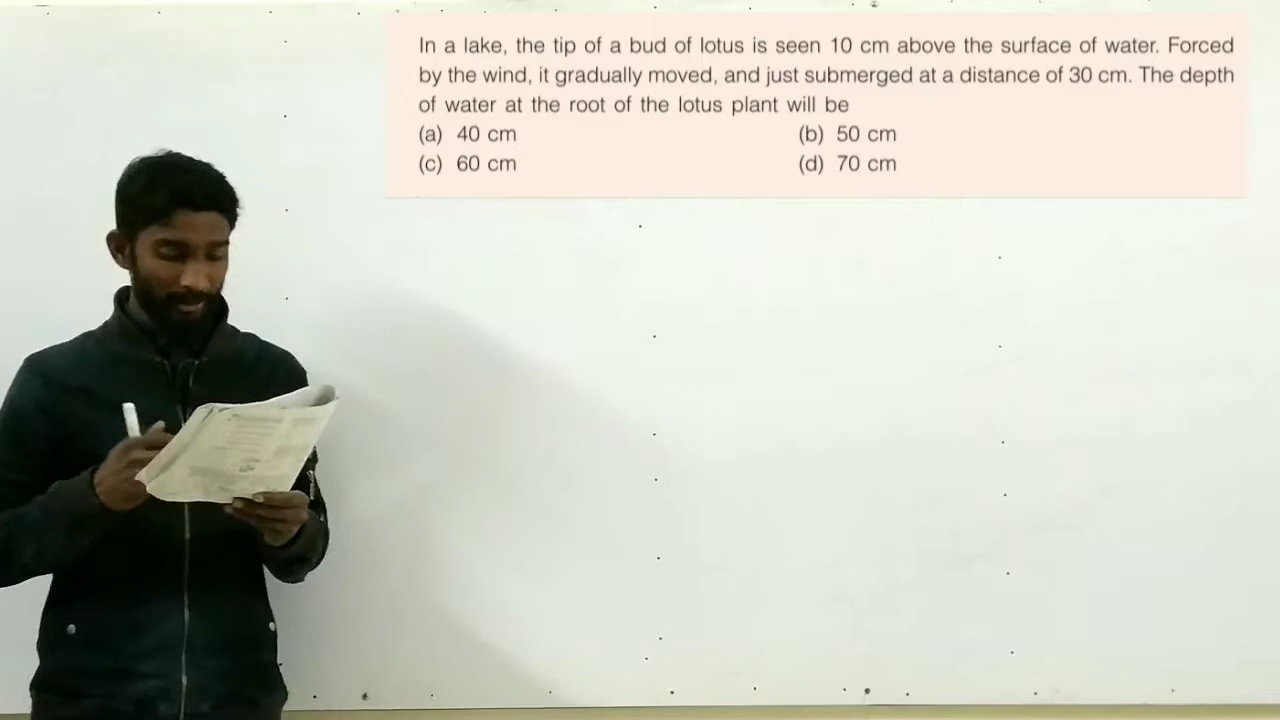 In a lake, the tip of a bud of lotus is seen 10 cm above the surface of water. Forced
by the wind, it gradually moved, and just submerged at a distance of 30 cm. The depth
of water at the root of the lotus plant will be
(a) 40 cm (b) 50 cm
(c) 60 cm (d) 70 cm